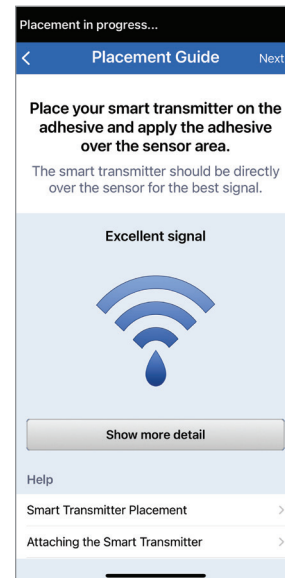 Placement in progress...
Placement Guide Next
Place your smart transmitter on the
adhesive and apply the adhesive
over the sensor area.
The smart transmitter should be directly
over the sensor for the best signal.
Excellent signal
Show more detail
Help
Smart Transmitter Placement
Attaching the Smart Transmitter